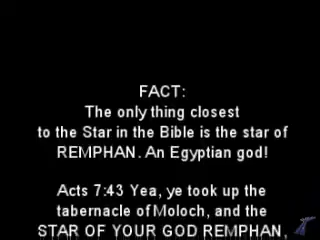 FACT:
The only thing closest
to the Star in the Bible is the star of
REMPHAN. An Egyptian god!
Acts 7:43 Yea, ye took up the
tabernacle of Moloch, and the
STAR OF YOUR GOD REMPHAN,